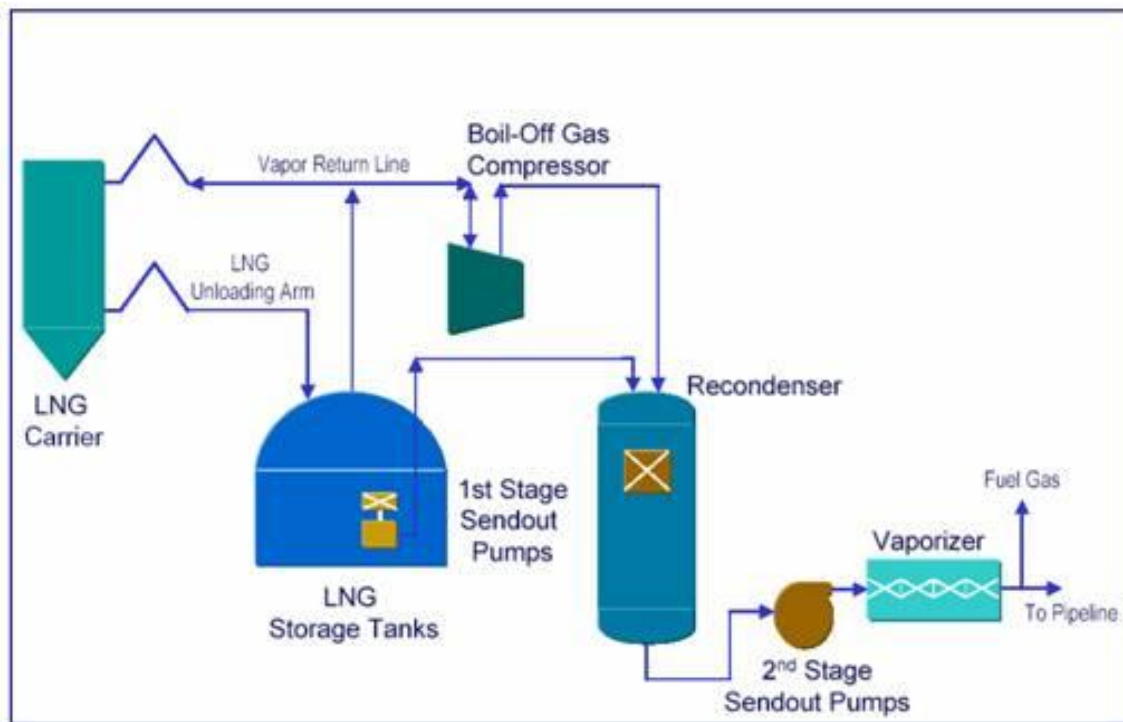 Boil-Off Gas
Compressor
Vapor Return Line
LNG
Unloading Arm
LNG
Carrier
Recondenser
1st Stage
Sendout
Pumps
LNG
Storage Tanks
Fuel Gas
Vaporizer
To Pipeline
2nd Stage
Sendout Pumps